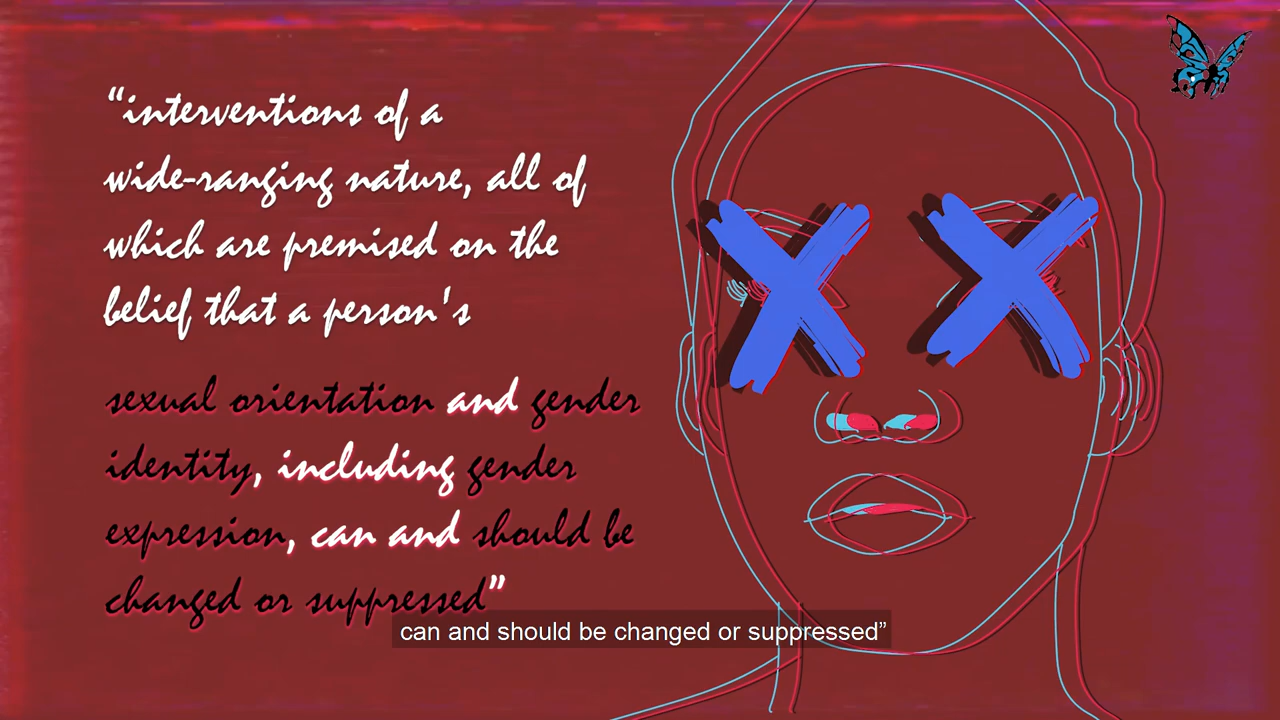 “interventions of a
wide-ranging nature, all of
which are premised on the
belief that a person's
sexual orientation and gender
identity, including gender
expression, can and should be
changed or suppressed”
can and should be changed or suppressed”